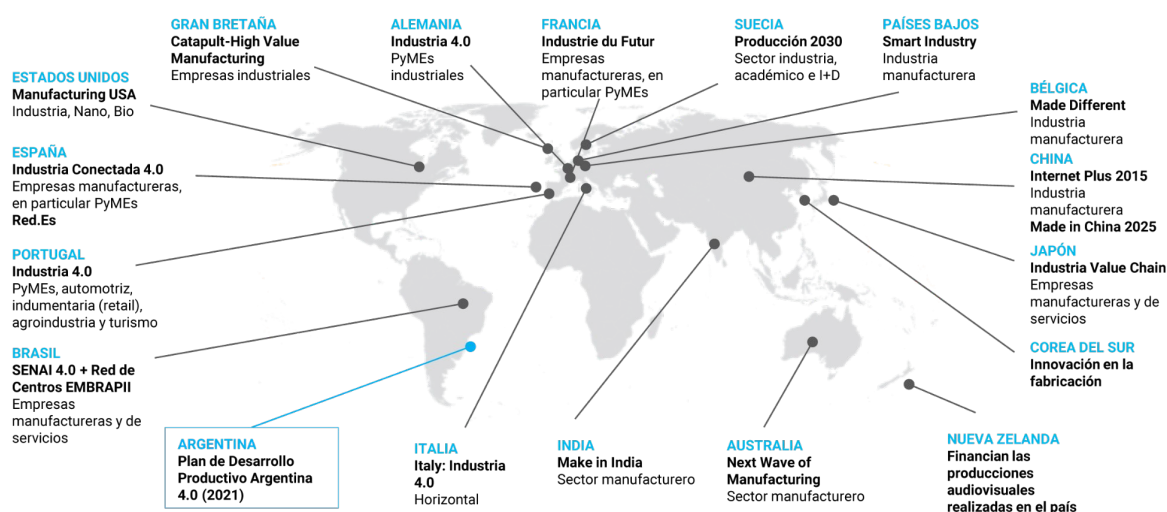 GRAN BRETAÑA
Catapult-High Value
Manufacturing
Empresas industriales
ALEMANIA
Industria 4.0
PyMEs
industriales
FRANCIA
Industrie du Futur
Empresas
manufactureras, en
particular PyMEs
SUECIA
Producción 2030
Sector industria,
académico e I+D
PAÍSES BAJOS
Smart Industry
Industria
manufacturera
ESTADOS UNIDOS
Manufacturing USA
Industria, Nano, Bio
BÉLGICA
Made Different
Industria
manufacturera
ESPAÑA
Industria Conectada 4.0
Empresas manufactureras,
en particular PyMEs
Red.Es
CHINA
Internet Plus 2015
Industria
manufacturera
Made in China 2025
PORTUGAL
Industria 4.0
PyMEs, automotriz,
indumentaria (retail),
agroindustria y turismo
JAPÓN
Industria Value Chain
Empresas
manufactureras y de
servicios
BRASIL
SENAI 4.0 + Red de
Centros EMBRAPII
Empresas
manufactureras y de
servicios
COREA DEL SUR
Innovación en la
fabricación
ARGENTINA
Plan de Desarrollo
Productivo Argentina
4.0 (2021)
ITALIA
Italy: Industria
4.0
Horizontal
INDIA
Make in India
Sector manufacturero
AUSTRALIA
Next Wave of
Manufacturing
Sector manufacturero
NUEVA ZELANDA
Financian las
producciones
audiovisuales
realizadas en el país